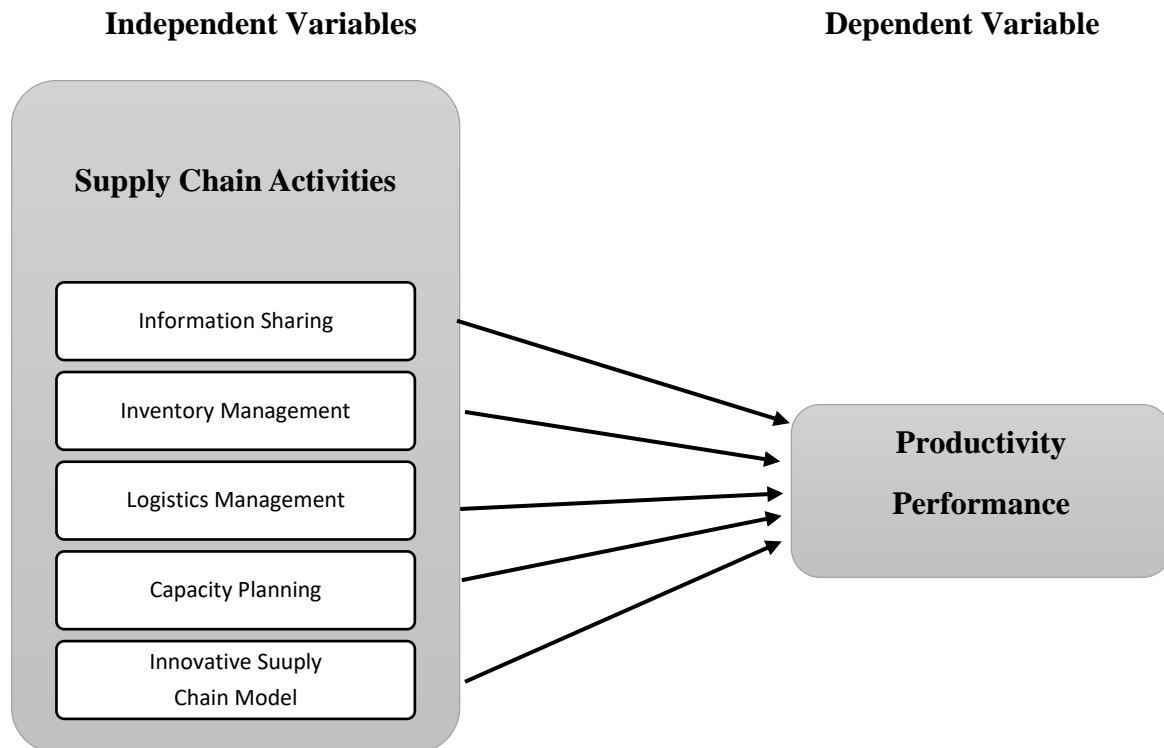 Independent Variables
Dependent Variable
Supply Chain Activities
Information Sharing
Inventory Management
Logistics Management
Capacity Planning
Innovative Suuply
Chain Model
Productivity
Performance